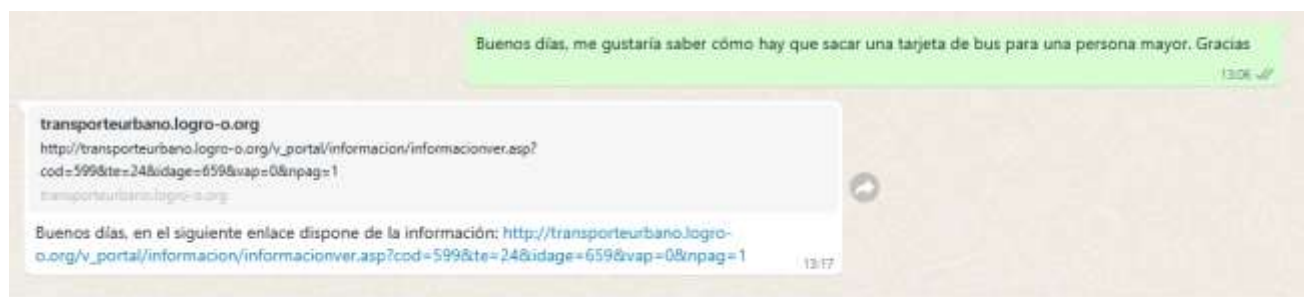 Buenos días, me gustaría saber cómo hay que sacar una tarjeta de bus para una persona mayor. Gracias
13:06
transporteurbano.logro-o.org
http://transporteurbano.logro-o.org/v_portal/informacion/informacionver.asp?
cod=599&te=24&idage=659&vap=0&npag=1
transporteurbano.logro-o.org
Buenos días, en el siguiente enlace dispone de la información: http://transporteurbano.logro-
o.org/v_portal/informacion/informacionver.asp?cod=599&te=24&idage=659&vap=0&npag=1
13:17